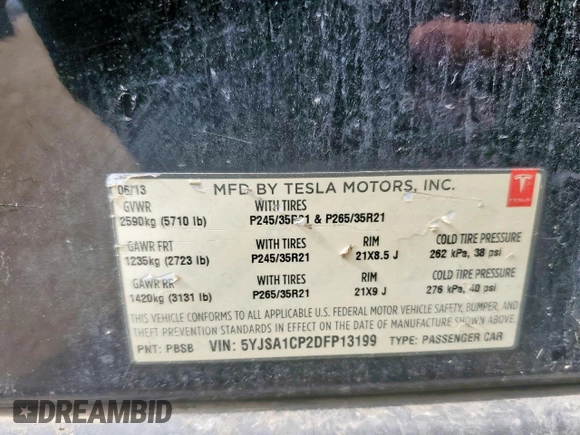 06/13 MFD BY TESLA MOTORS, INC.
GVWR WITH TIRES
2590kg (5710 lb) P245/35R21 & P265/35R21
GAWR FRT WITH TIRES RIM COLD TIRE PRESSURE
1235kg (2723 lb) P245/35R21 21X8.5 J 262 kPa, 38 psi
GAWR RR WITH TIRES RIM COLD TIRE PRESSURE
1420kg (3131 lb) P265/35R21 21X9 J 276 kPa, 40 psi
THIS VEHICLE CONFORMS TO ALL APPLICABLE U.S. FEDERAL MOTOR VEHICLE SAFETY, BUMPER, AND
THEFT PREVENTION STANDARDS IN EFFECT ON THE DATE OF MANUFACTURE SHOWN ABOVE.
PNT: PBSB VIN: 5YJSA1CP2DFP13199 TYPE: PASSENGER CAR
TESLA
DREAMBID